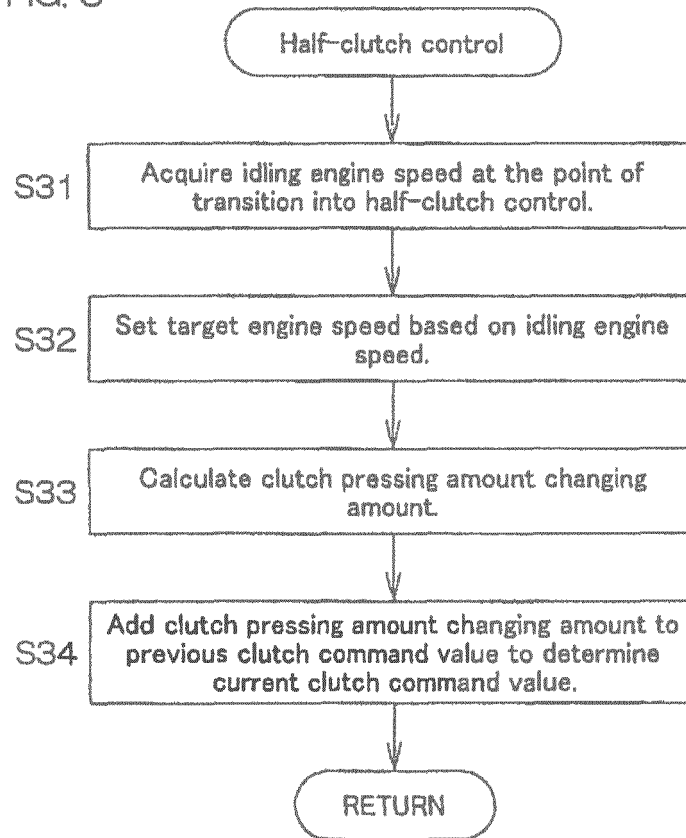 Half-clutch control
S31
Acquire idling engine speed at the point of
transition into half-clutch control.
S32
Set target engine speed based on idling engine
speed.
S33
Calculate clutch pressing amount changing
amount.
S34
Add clutch pressing amount changing amount to
previous clutch command value to determine
current clutch command value.
RETURN